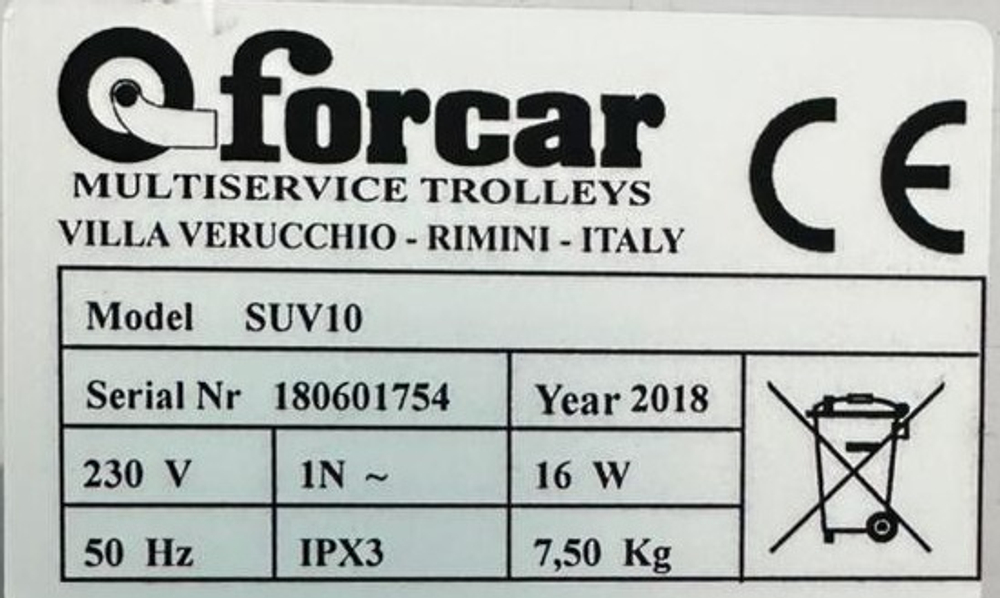 forcar
MULTISERVICE TROLLEYS
VILLA VERUCCHIO - RIMINI - ITALY
CE
Model SUV10
Serial Nr 180601754 Year 2018
230 V 1N ~ 16 W
50 Hz IPX3 7,50 Kg